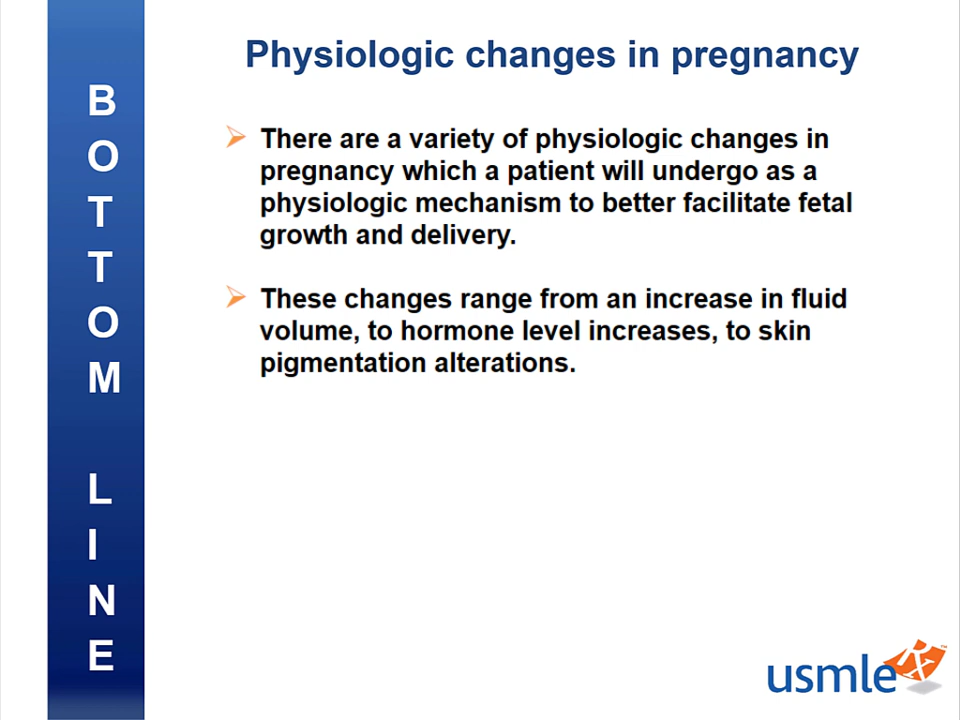 Physiologic changes in pregnancy
BOTTOM LINE
There are a variety of physiologic changes in
pregnancy which a patient will undergo as a
physiologic mechanism to better facilitate fetal
growth and delivery.
These changes range from an increase in fluid
volume, to hormone level increases, to skin
pigmentation alterations.
usmle Rx™